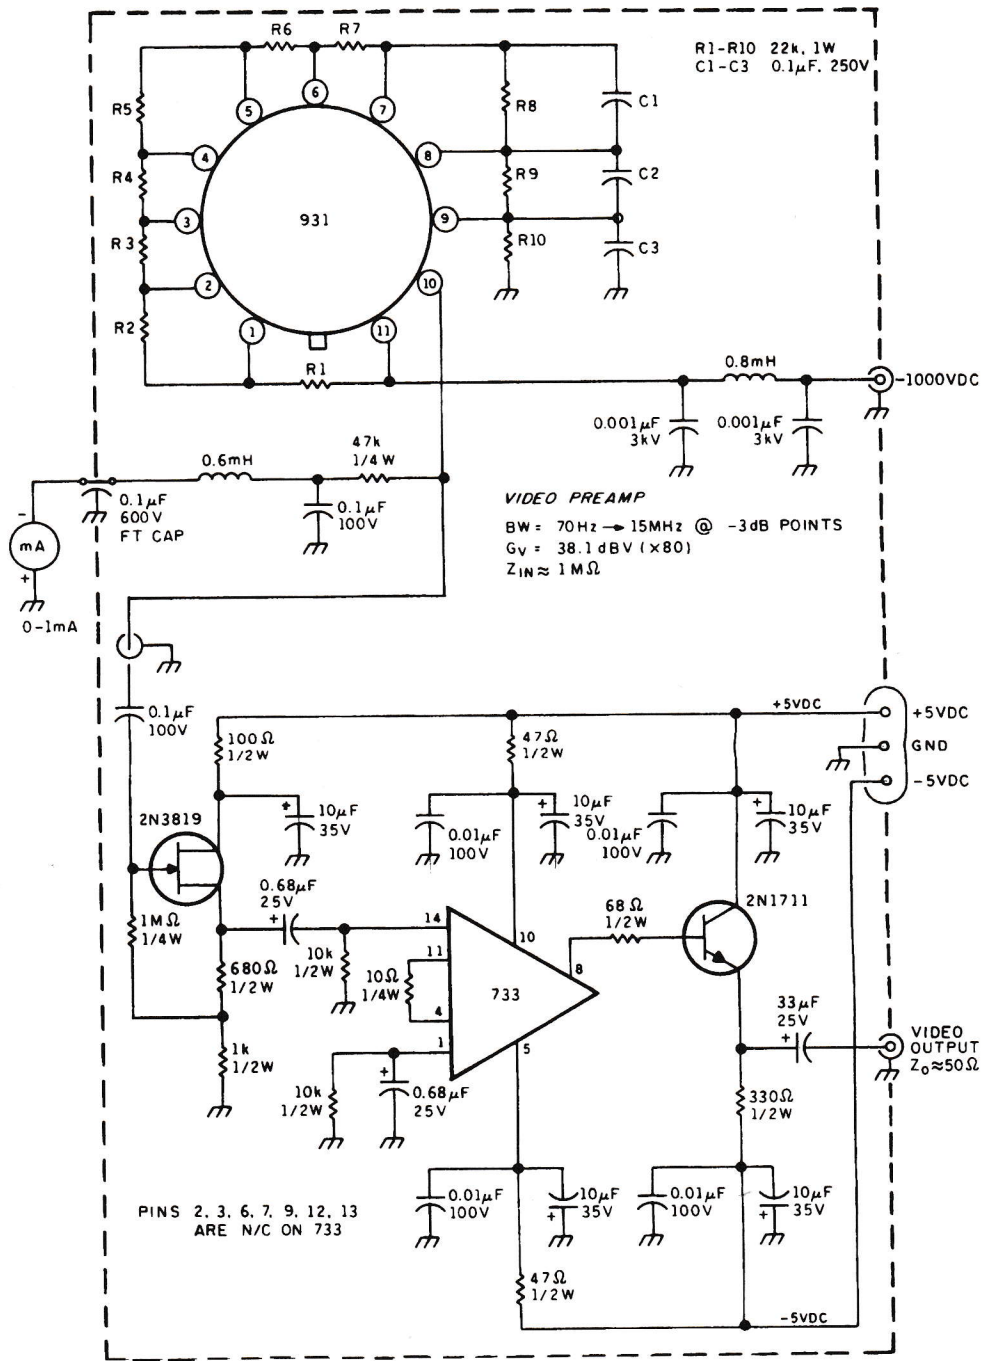 R6
R7
R1-R10 22k, 1W
C1-C3 0.1µF, 250V
R5
5
6
7
R8
C1
4
8
R4
R9
C2
3
931
9
R3
R10
C3
2
10
R2
1
11
R1
0.8mH
-1000VDC
0.001µF
3kV
0.001µF
3kV
47k
1/4W
0.6mH
0.1µF
600V
FT CAP
0.1µF
100V
-
mA
+
0-1mA
VIDEO PREAMP
BW = 70Hz → 15MHz @ -3dB POINTS
GV = 38.1 dBV (×80)
ZIN ≈ 1MΩ
0.1µF
100V
+5VDC
+5VDC
GND
-5VDC
100Ω
1/2W
47Ω
1/2W
+
10µF
35V
0.01µF
100V
+
10µF
35V
0.01µF
100V
+
10µF
35V
2N3819
0.68µF
25V
+
2N1711
68Ω
1/2W
1MΩ
1/4W
680Ω
1/2W
10k
1/2W
14
11
10
10Ω
1/4W
733
8
4
1
5
33µF
25V
+
VIDEO
OUTPUT
Zo≈50Ω
1k
1/2W
10k
1/2W
+
0.68µF
25V
330Ω
1/2W
0.01µF
100V
10µF
35V
+
0.01µF
100V
10µF
35V
+
PINS 2, 3, 6, 7, 9, 12, 13
ARE N/C ON 733
47Ω
1/2W
-5VDC